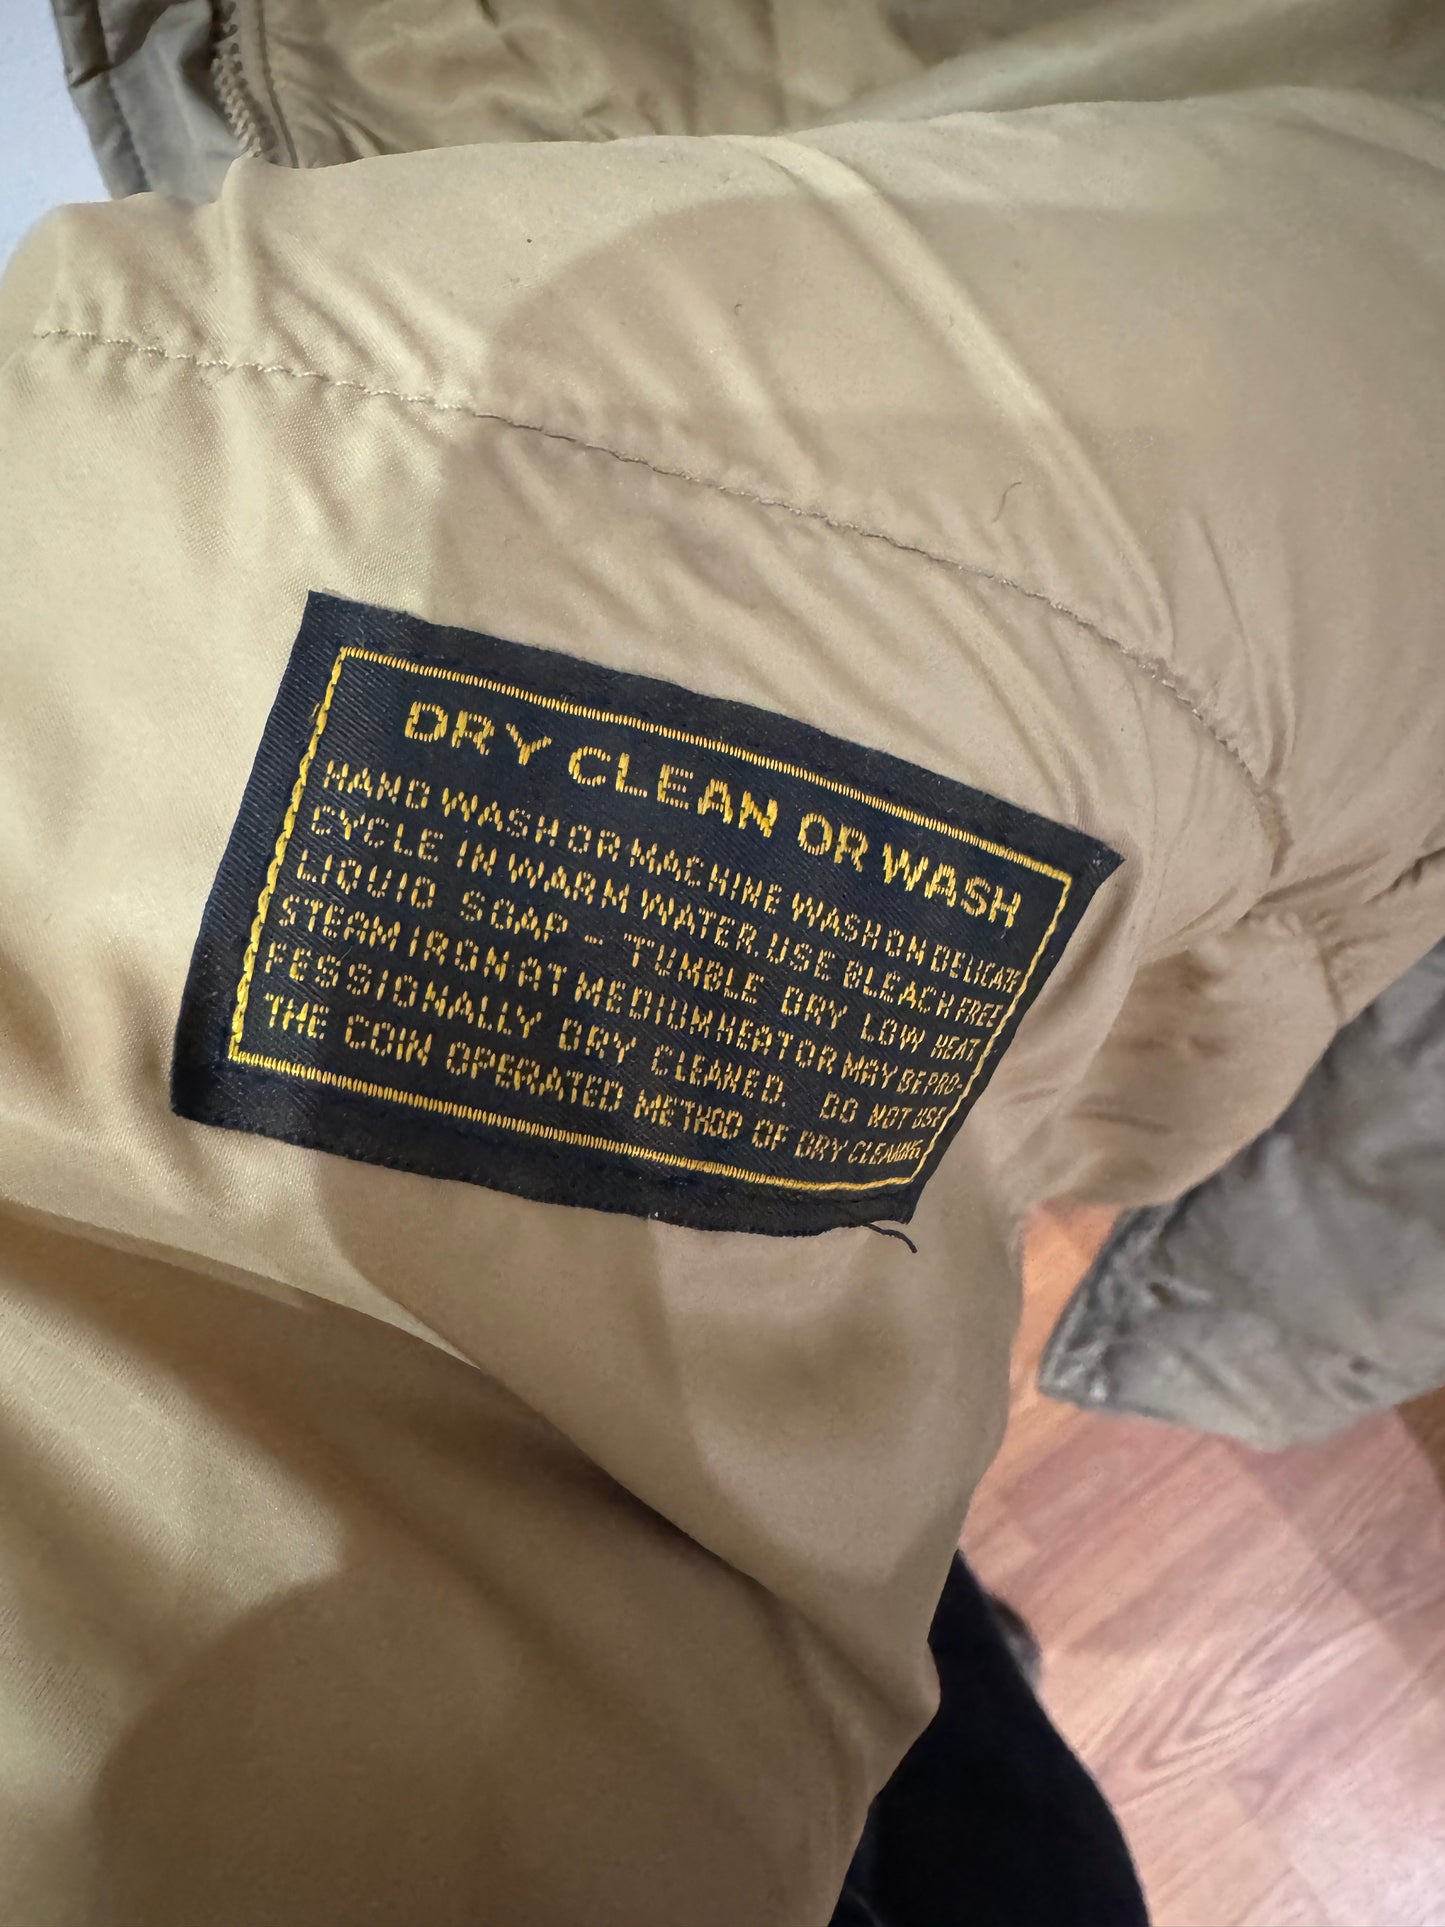 DRY CLEAN OR WASH
HAND WASH OR MACHINE WASH ON DELICATE
CYCLE IN WARM WATER. USE BLEACH FREE
LIQUID SOAP - TUMBLE DRY LOW HEAT.
STEAM IRON AT MEDIUM HEAT OR MAY BE PRO-
FESSIONALLY DRY CLEANED. DO NOT USE
THE COIN OPERATED METHOD OF DRY CLEANING.